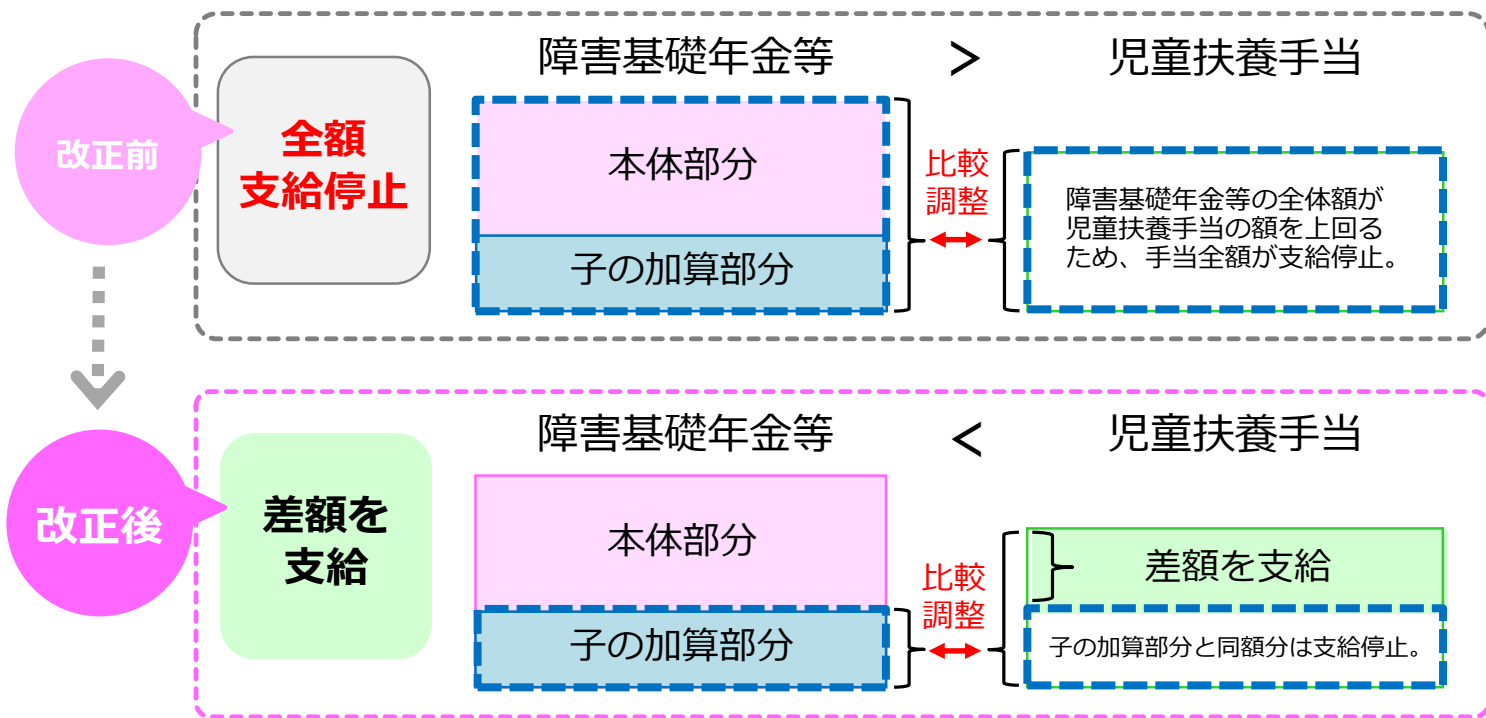 障害基礎年金等 > 児童扶養手当
改正前
全額
支給停止
本体部分
子の加算部分
比較
調整
障害基礎年金等の全体額が
児童扶養手当の額を上回る
ため、手当全額が支給停止。
障害基礎年金等 < 児童扶養手当
改正後
差額を
支給
本体部分
子の加算部分
比較
調整
差額を支給
子の加算部分と同額分は支給停止。